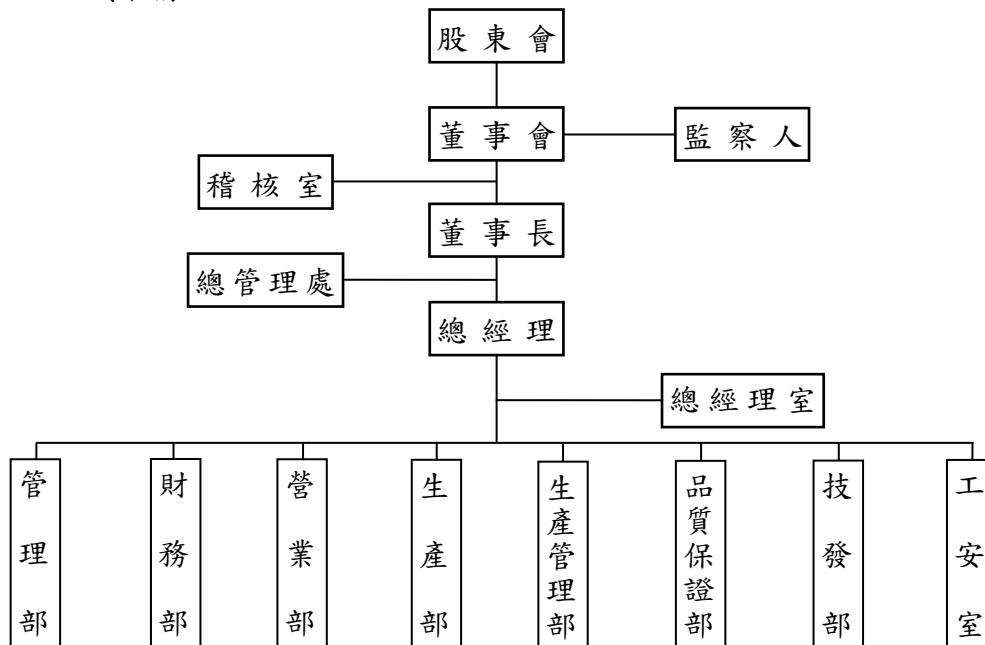 股東會
董事會
監察人
稽核室
董事長
總管理處
總經理
總經理室
管理部
財務部
營業部
生產部
生產管理部
品質保證部
技發部
工安室